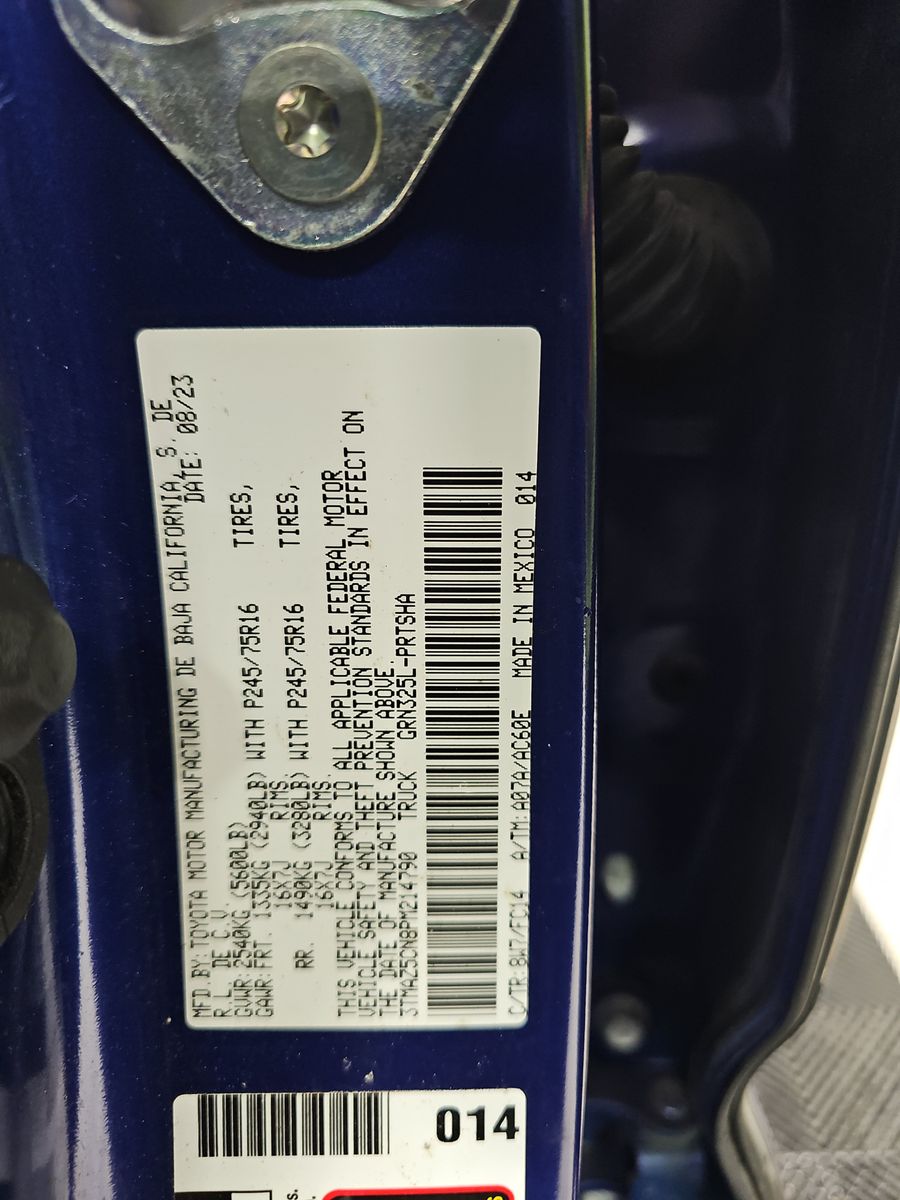 MFD BY: TOYOTA MOTOR MANUFACTURING DE BAJA CALIFORNIA, S. DE
R.L. DE C.V. DATE: 08/23
GVWR: 2540KG (5600LB)
GAWR: FRT. 1335KG (2940LB) WITH P245/75R16 TIRES,
16X7J RIMS.
RR. 1490KG (3280LB) WITH P245/75R16 TIRES,
16X7J RIMS.
THIS VEHICLE CONFORMS TO ALL APPLICABLE FEDERAL MOTOR
VEHICLE SAFETY AND THEFT PREVENTION STANDARDS IN EFFECT ON
THE DATE OF MANUFACTURE SHOWN ABOVE.
3TMAZ5CN8PM214790 TRUCK GRN325L-PRTSHA
C/TR: 8W7/FC14 A/TM: A07A/AC60E MADE IN MEXICO 014
014